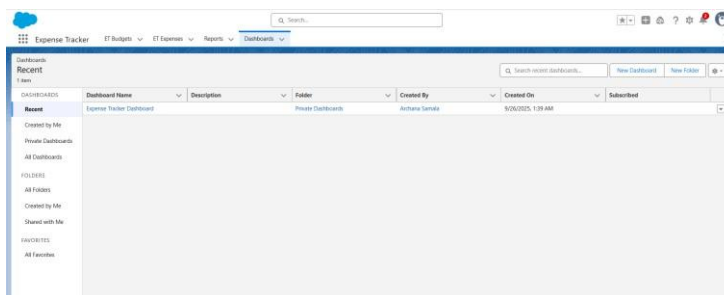 Search...
Expense Tracker ET Budgets ET Expenses Reports Dashboards
Dashboards
Recent
1 item
Search recent dashboards...
New Dashboard New Folder
DASHBOARDS Dashboard Name Description Folder Created By Created On Subscribed
Recent Expense Tracker Dashboard Private Dashboards Archana Samala 9/26/2025, 1:39 AM
Created by Me
Private Dashboards
All Dashboards
FOLDERS
All Folders
Created by Me
Shared with Me
FAVORITES
All Favorites